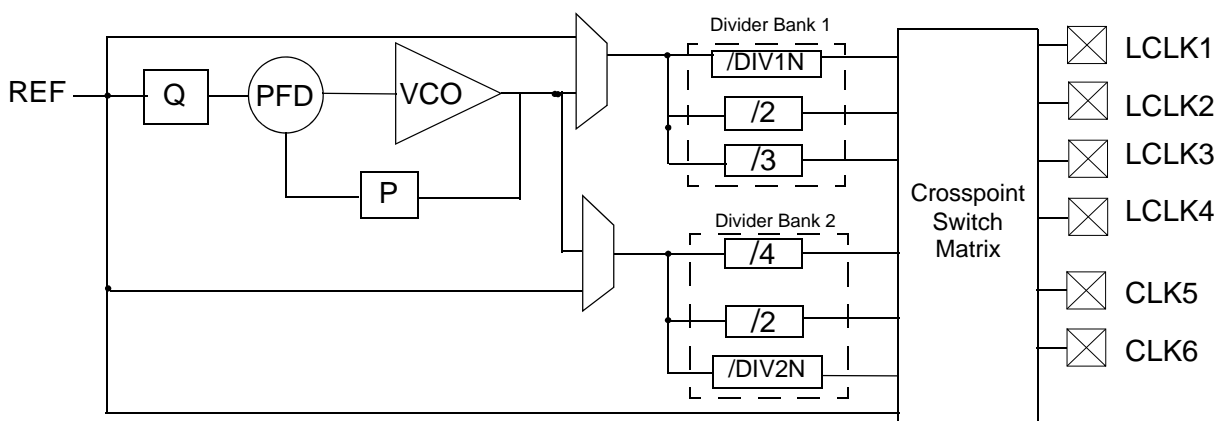 Divider Bank 1
REF
Q
PFD
VCO
P
/DIV1N
/2
/3
Divider Bank 2
/4
/2
/DIV2N
Crosspoint
Switch
Matrix
LCLK1
LCLK2
LCLK3
LCLK4
CLK5
CLK6